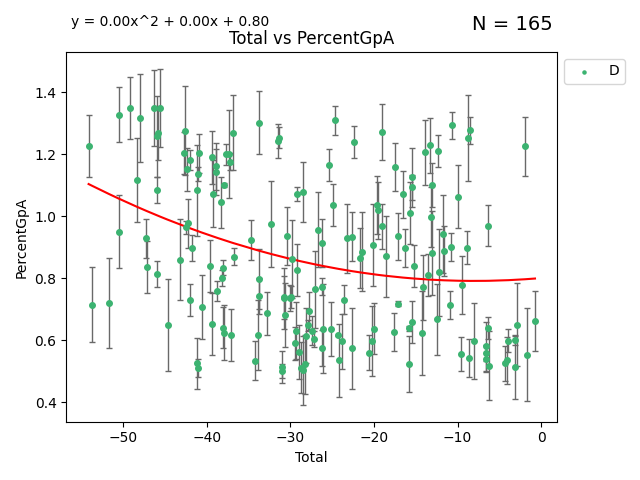 y = 0.00x^2 + 0.00x + 0.80
N = 165
Total vs PercentGpA
D
PercentGpA
1.4
1.2
1.0
0.8
0.6
0.4
−50 −40 −30 −20 −10 0
Total